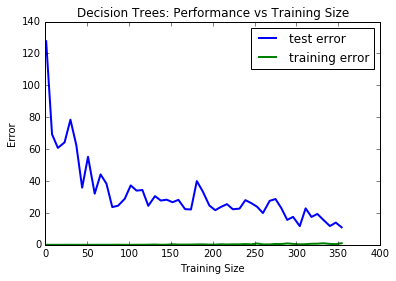 Decision Trees: Performance vs Training Size
140
120
100
80
60
40
20
0
Error
test error
training error
0 50 100 150 200 250 300 350 400
Training Size